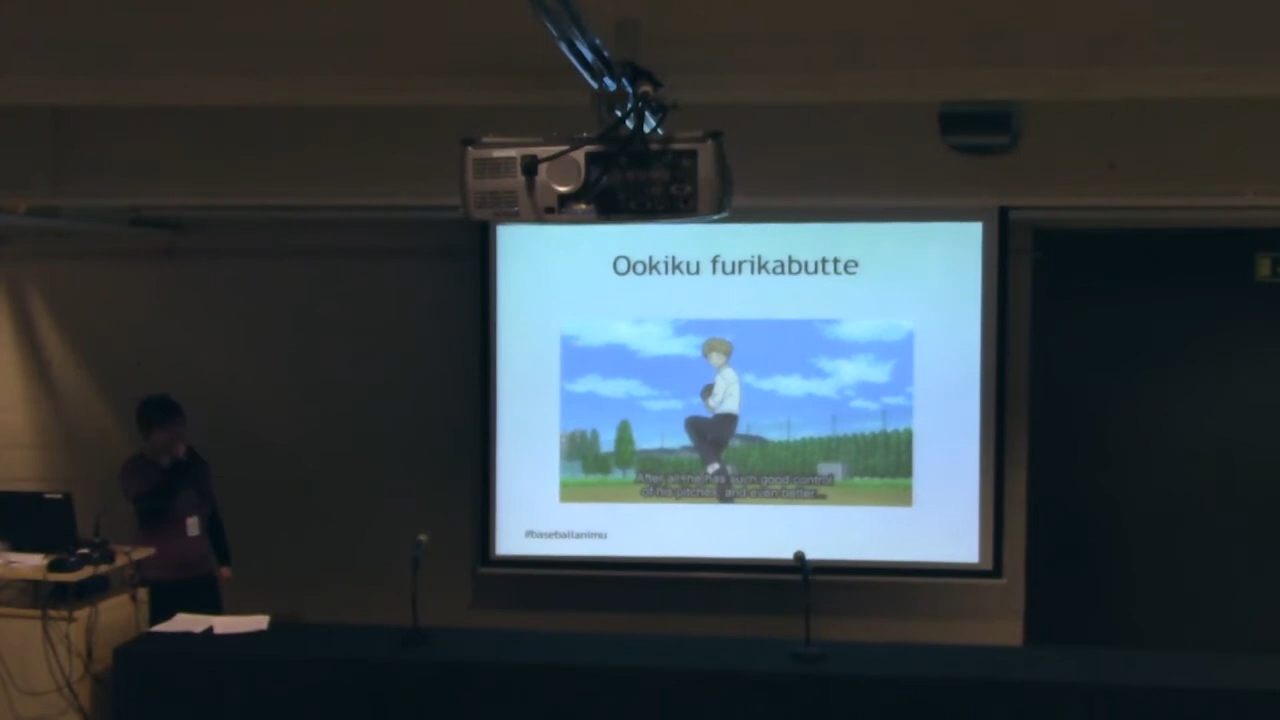 Ookiku furikabutte
After all he has such good control
of his pitches, and even better...
#baseballanimu